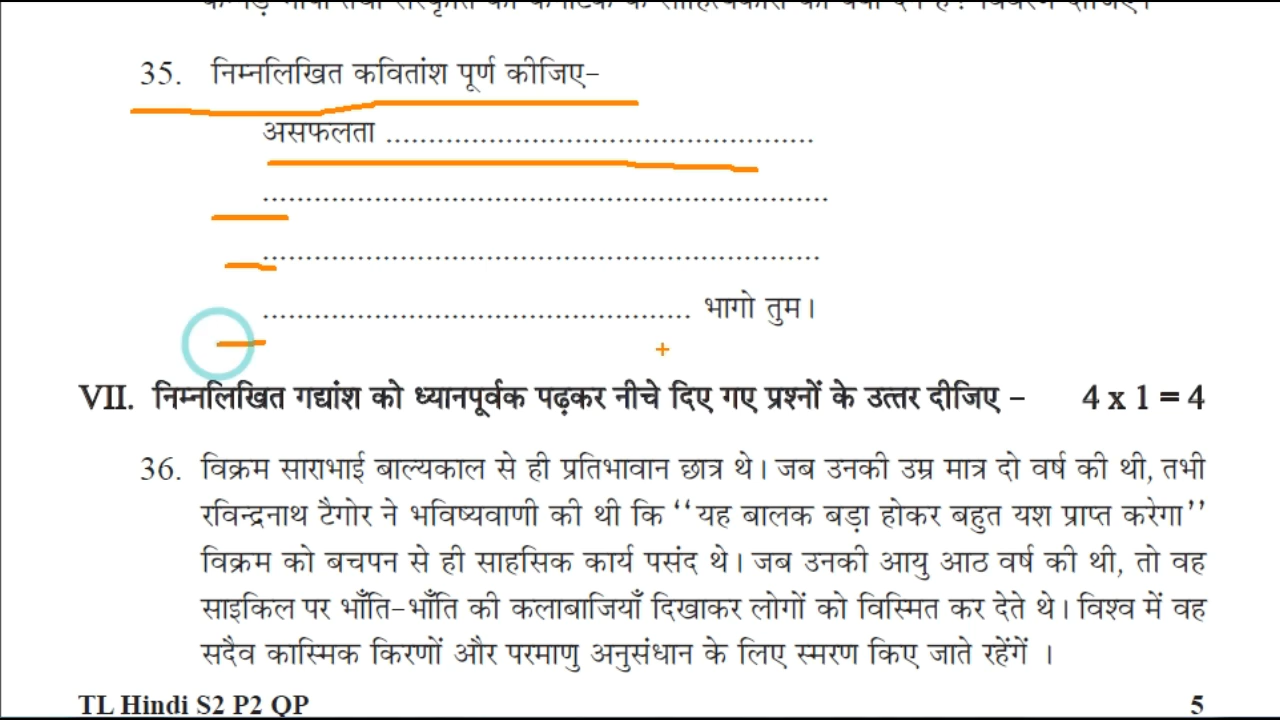 35. निम्नलिखित कवितांश पूर्ण कीजिए–
असफलता ....................................................
....................................................................
...................................................................
.................................................... भागो तुम।
VII. निम्नलिखित गद्यांश को ध्यानपूर्वक पढ़कर नीचे दिए गए प्रश्नों के उत्तर दीजिए – 4 x 1 = 4
36. विक्रम साराभाई बाल्यकाल से ही प्रतिभावान छात्र थे। जब उनकी उम्र मात्र दो वर्ष की थी, तभी
रविन्द्रनाथ टैगोर ने भविष्यवाणी की थी कि ‘‘यह बालक बड़ा होकर बहुत यश प्राप्त करेगा’’
विक्रम को बचपन से ही साहसिक कार्य पसंद थे। जब उनकी आयु आठ वर्ष की थी, तो वह
साइकिल पर भाँति-भाँति की कलाबाजियाँ दिखाकर लोगों को विस्मित कर देते थे। विश्व में वह
सदैव कास्मिक किरणों और परमाणु अनुसंधान के लिए स्मरण किए जाते रहेंगें ।
TL Hindi S2 P2 QP 5